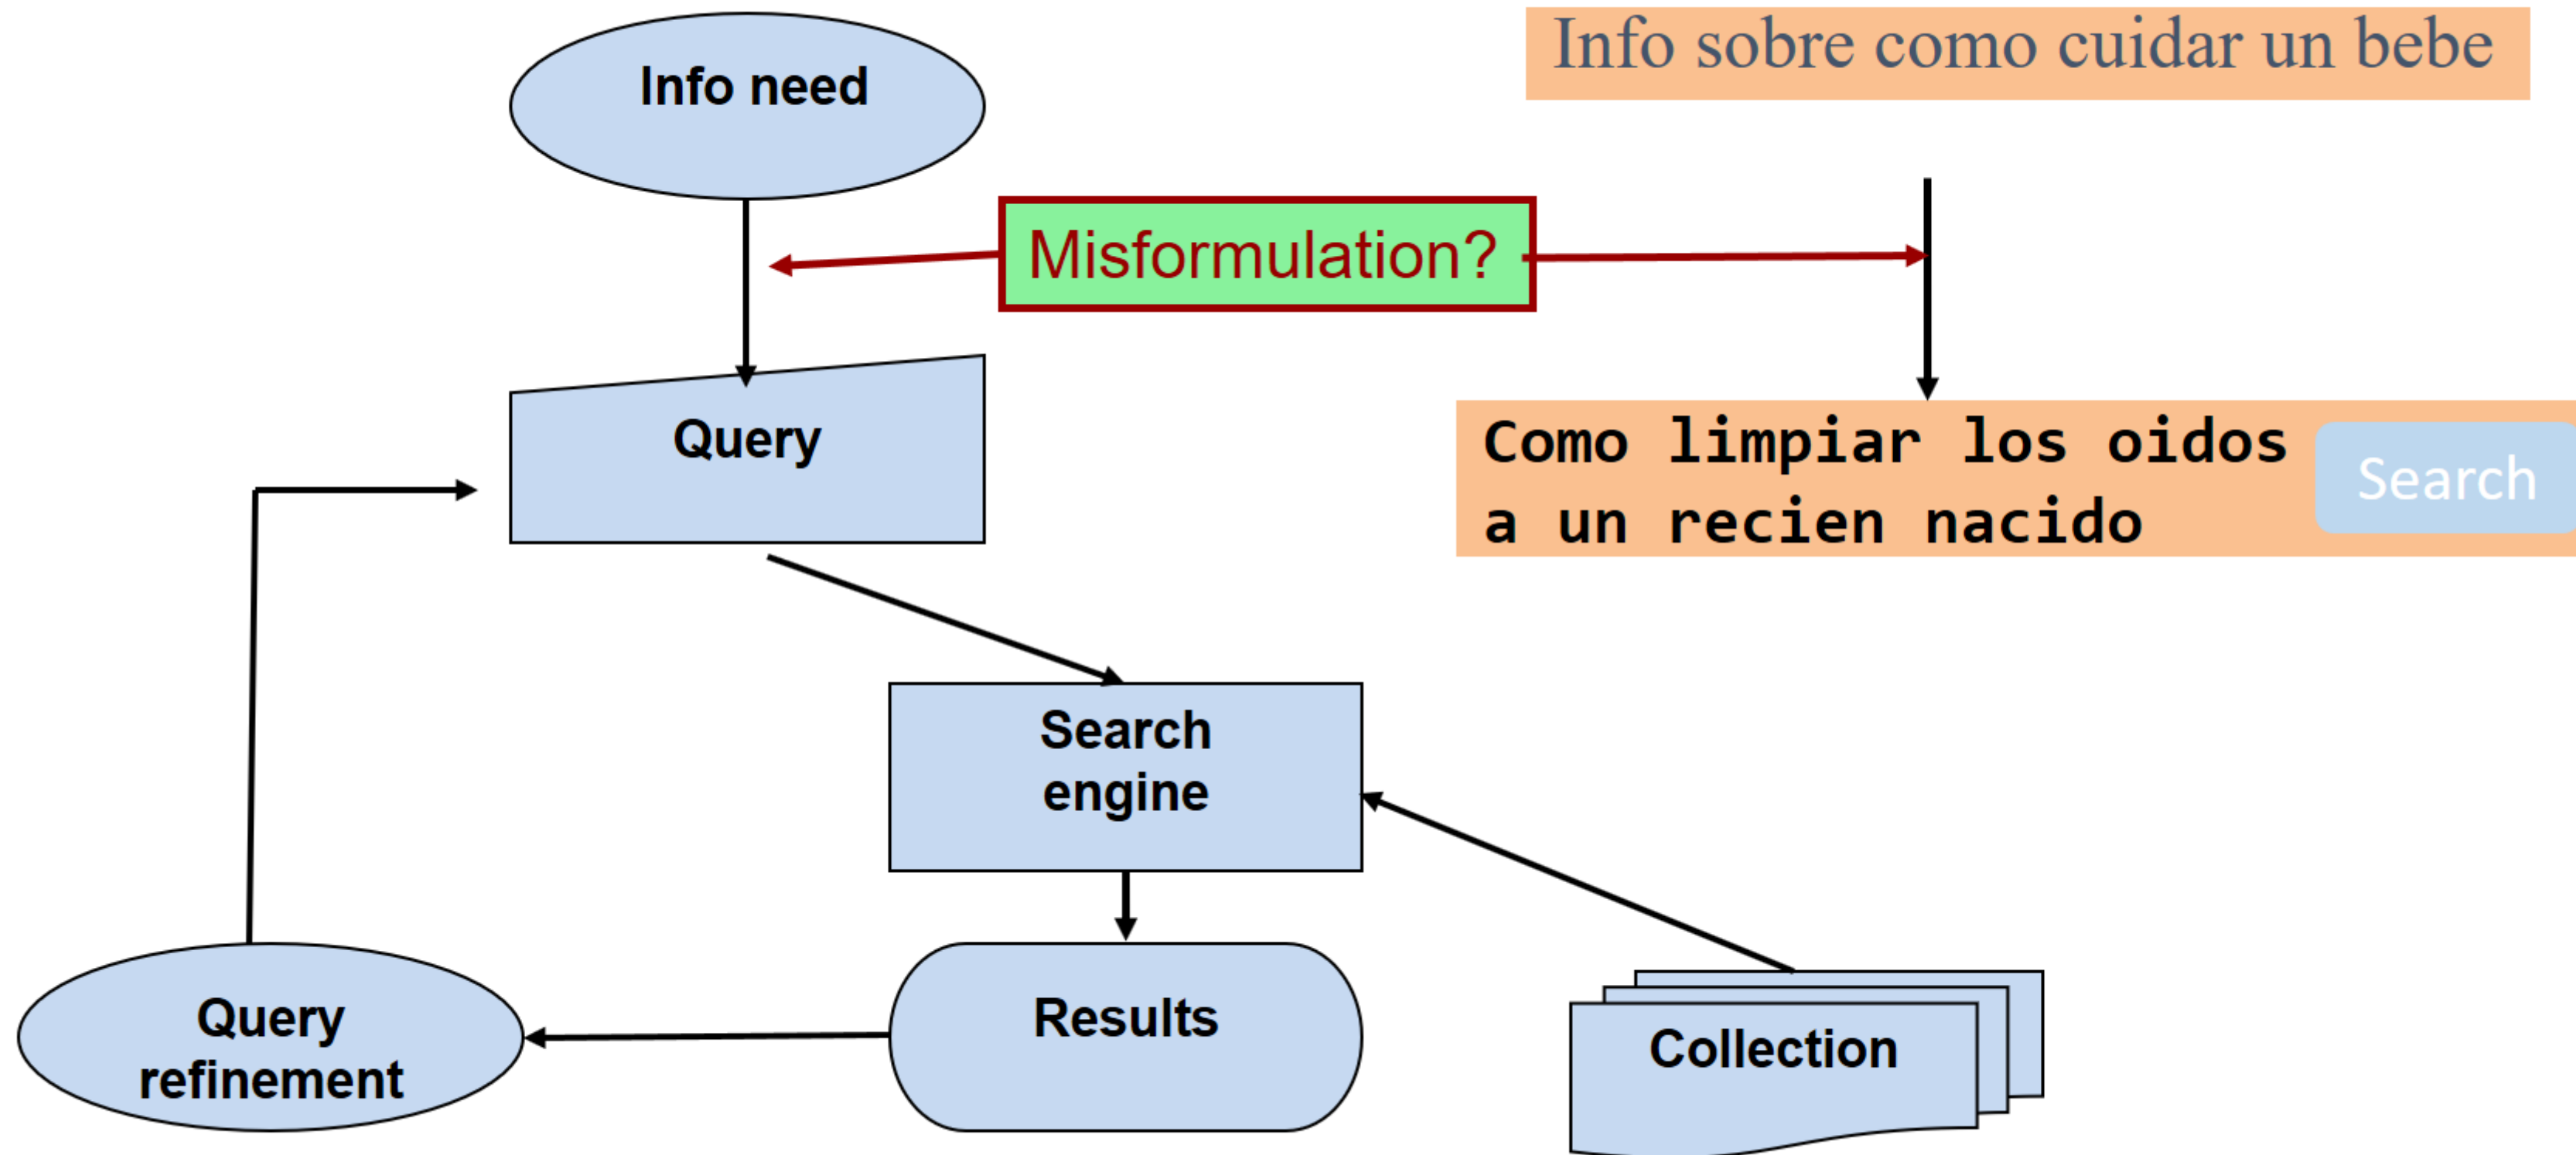 Info need
Info sobre como cuidar un bebe
Misformulation?
Query
Como limpiar los oidos
a un recien nacido
Search
Search
engine
Query
refinement
Results
Collection